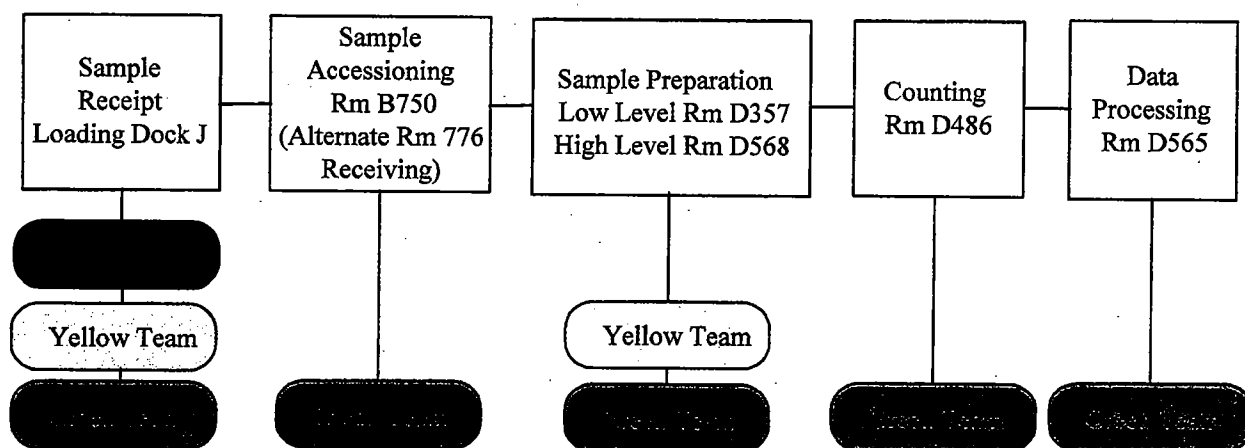 Sample
Receipt
Loading Dock J
Sample
Accessioning
Rm B750
(Alternate Rm 776
Receiving)
Sample Preparation
Low Level Rm D357
High Level Rm D568
Counting
Rm D486
Data
Processing
Rm D565
Yellow Team
Yellow Team